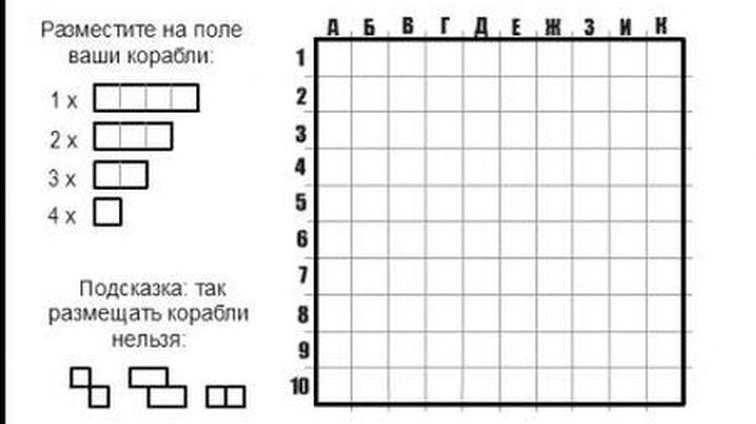 Разместите на поле
ваши корабли:
1 x
2 x
3 x
4 x
Подсказка: так
размещать корабли
нельзя:
А Б В Г Д Е Ж З И К
1
2
3
4
5
6
7
8
9
10